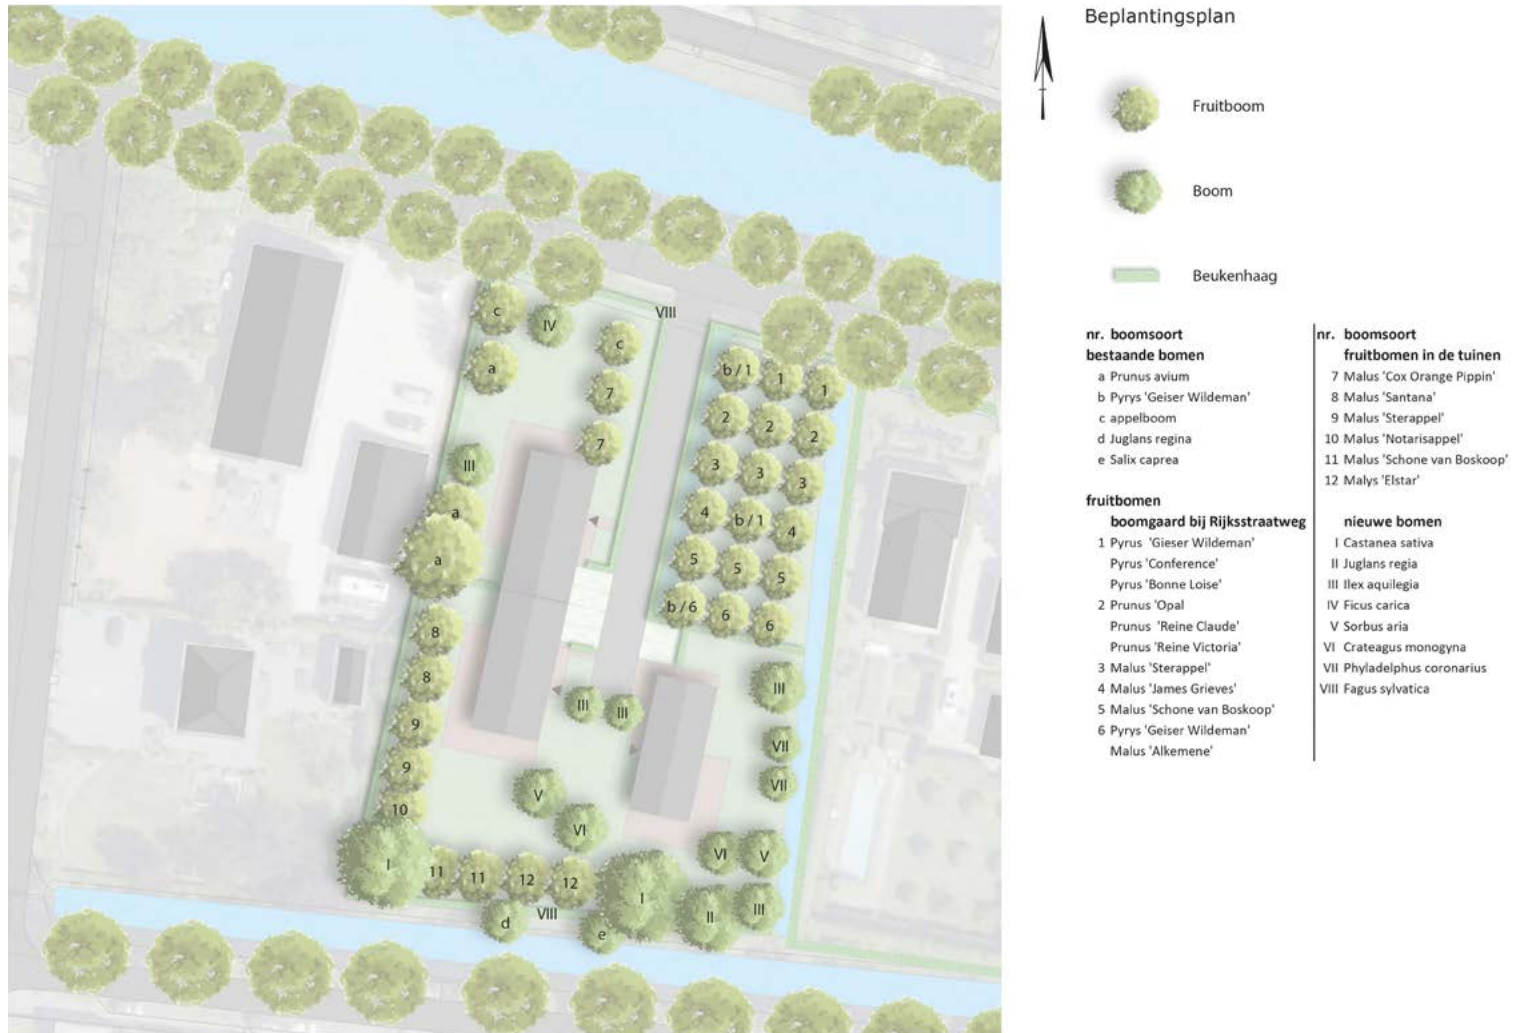 Beplantingsplan
Fruitboom
Boom
Beukenhaag
nr. boomsoort
bestaande bomen
a Prunus avium
b Pyrys 'Geiser Wildeman'
c appelboom
d Juglans regina
e Salix caprea
fruitbomen
boomgaard bij Rijksstraatweg
1 Pyrus 'Gieser Wildeman'
Pyrus 'Conference'
Pyrus 'Bonne Loise'
2 Prunus 'Opal
Prunus 'Reine Claude'
Prunus 'Reine Victoria'
3 Malus 'Sterappel'
4 Malus 'James Grieves'
5 Malus 'Schone van Boskoop'
6 Pyrys 'Geiser Wildeman'
Malus 'Alkemene'
nr. boomsoort
fruitbomen in de tuinen
7 Malus 'Cox Orange Pippin'
8 Malus 'Santana'
9 Malus 'Sterappel'
10 Malus 'Notarisappel'
11 Malus 'Schone van Boskoop'
12 Malys 'Elstar'
nieuwe bomen
I Castanea sativa
II Juglans regia
III Ilex aquilegia
IV Ficus carica
V Sorbus aria
VI Crateagus monogyna
VII Phyladelphus coronarius
VIII Fagus sylvatica
c
IV
VIII
c
a
7
7
III
a
a
b / 1
1
1
2
2
2
3
3
3
4
b / 1
4
5
5
5
b / 6
6
6
8
8
9
9
10
III
III
III
VII
VII
V
VI
VI
V
I
11
11
12
12
I
II
III
d
VIII
e